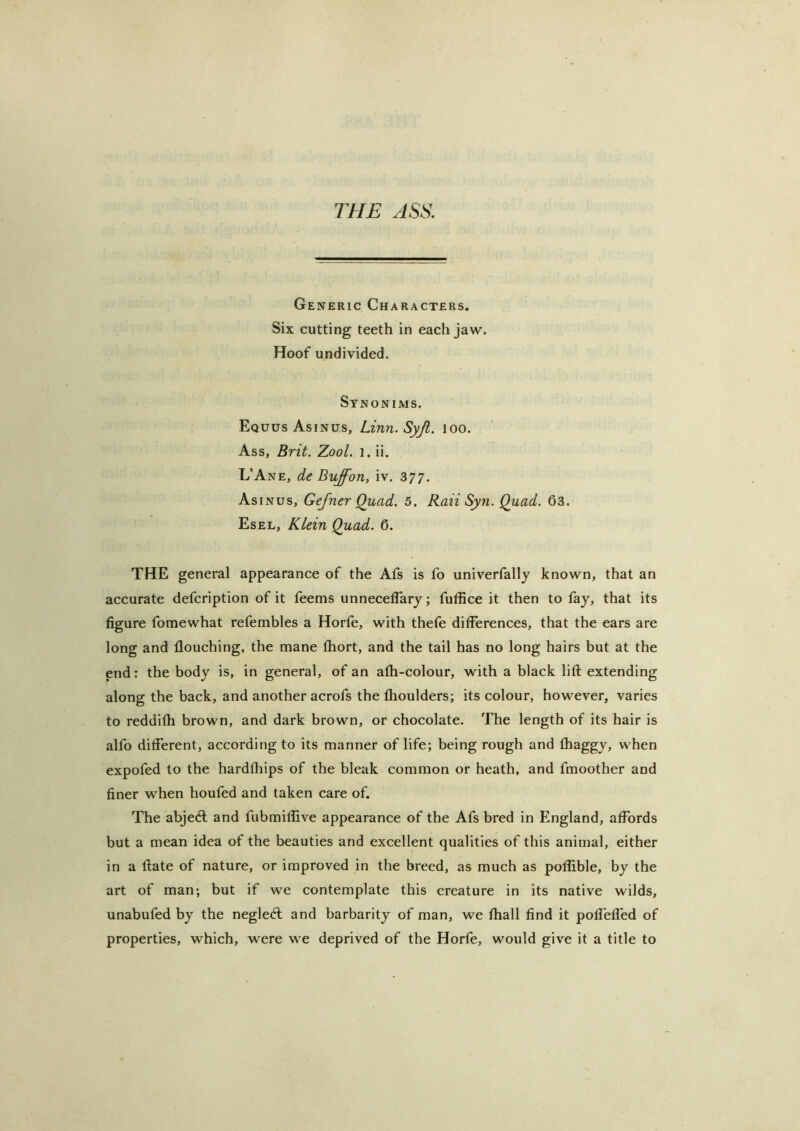 THE ASS.
GENERIC CHARACTERS.
Six cutting teeth in each jaw.
Hoof undivided.
SYNONIMS.
EQUUS ASINUS, Linn. Syſt. 100.
ASS, Brit. Zool. 1. ii.
L'ANE, de Buffon, iv. 377.
ASINUS, Geſner Quad. 5. Raii Syn. Quad. 63.
ESEL, Klein Quad. 6.
THE general appearance of the Aſs is ſo univerſally known, that an
accurate deſcription of it ſeems unneceſſary; ſuffice it then to ſay, that its
figure ſomewhat reſembles a Horſe, with theſe differences, that the ears are
long and ſlouching, the mane ſhort, and the tail has no long hairs but at the
end: the body is, in general, of an aſh-colour, with a black liſt extending
along the back, and another acroſs the ſhoulders; its colour, however, varies
to reddiſh brown, and dark brown, or chocolate. The length of its hair is
alſo different, according to its manner of life; being rough and ſhaggy, when
expoſed to the hardſhips of the bleak common or heath, and ſmoother and
finer when houſed and taken care of.
The abject and ſubmiſſive appearance of the Aſs bred in England, affords
but a mean idea of the beauties and excellent qualities of this animal, either
in a ſtate of nature, or improved in the breed, as much as poſſible, by the
art of man; but if we contemplate this creature in its native wilds,
unabuſed by the neglect and barbarity of man, we ſhall find it poſſeſſed of
properties, which, were we deprived of the Horſe, would give it a title to